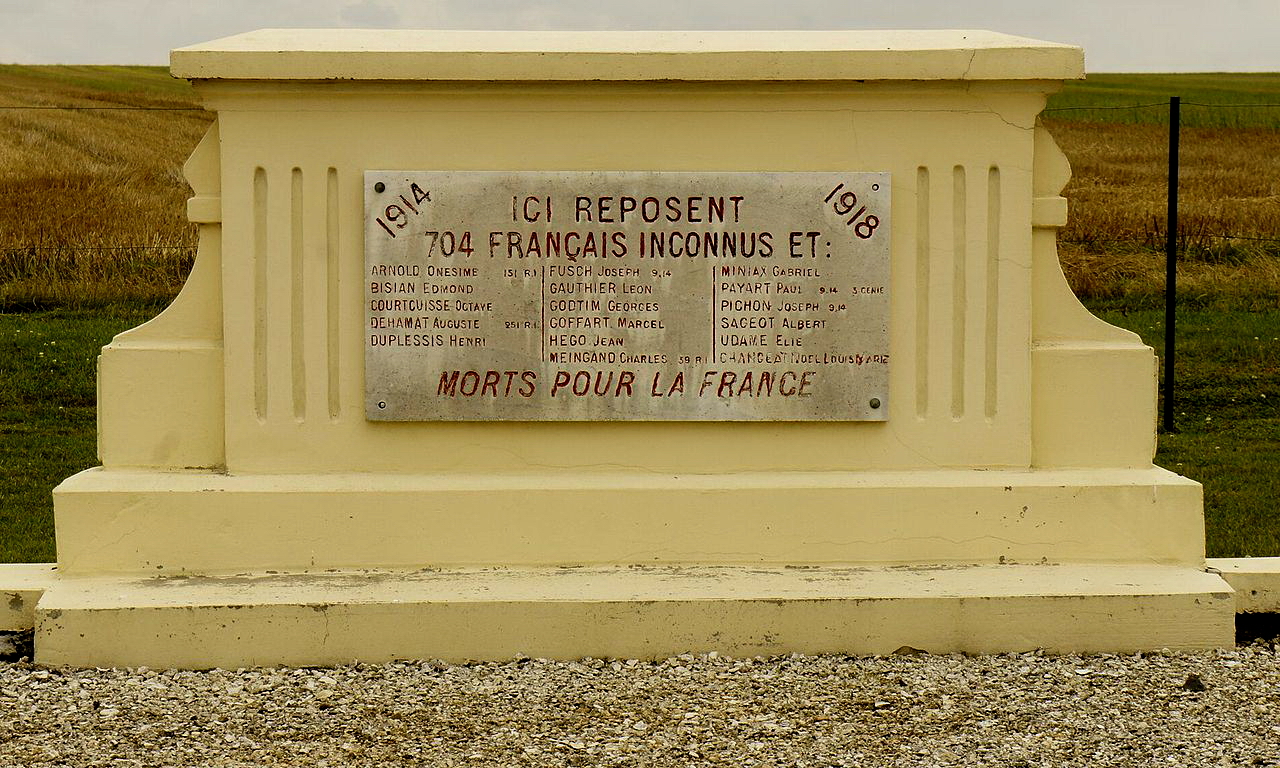 1914
1918
ICI REPOSENT
704 FRANÇAIS INCONNUS ET:
ARNOLD ONESIME 151 R.I
BISIAN EDMOND
COURTCUISSE OCTAVE
DEHAMAT AUGUSTE 251 R.I.
DUPLESSIS HENRI
FUSCH JOSEPH 9.14
GAUTHIER LEON
GODTIM GEORGES
GOFFART MARCEL
HEGO JEAN
MEINGAND CHARLES 39 R.I
MINIAX GABRIEL
PAYART PAUL 9.14 3.GENIE
PICHON JOSEPH 9.14
SAGEOT ALBERT
UDAME ELIE
CHANGEAT NOEL LOUIS MARIE
MORTS POUR LA FRANCE